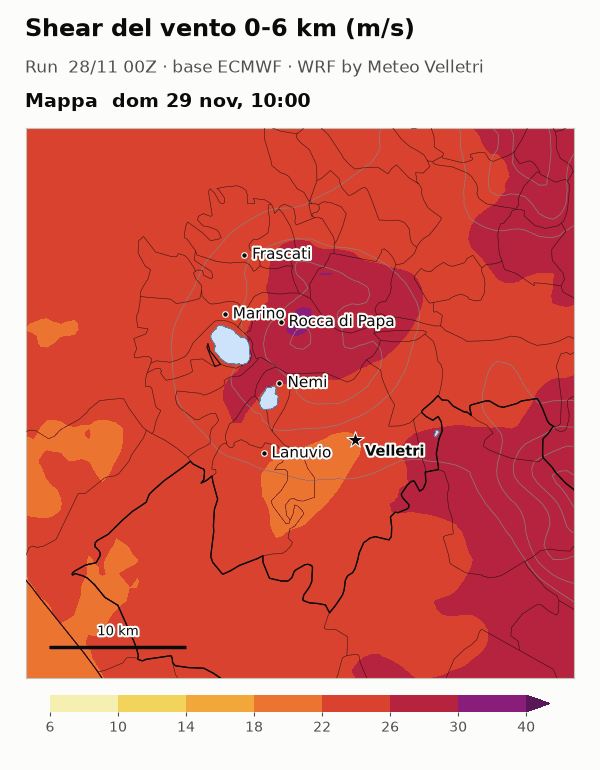 Shear del vento 0-6 km (m/s)
Run  28/11 00Z · base ECMWF · WRF by Meteo Velletri
Mappa  dom 29 nov, 10:00
Frascati
Marino
Rocca di Papa
Nemi
Velletri
Lanuvio
10 km
6 10 14 18 22 26 30 40